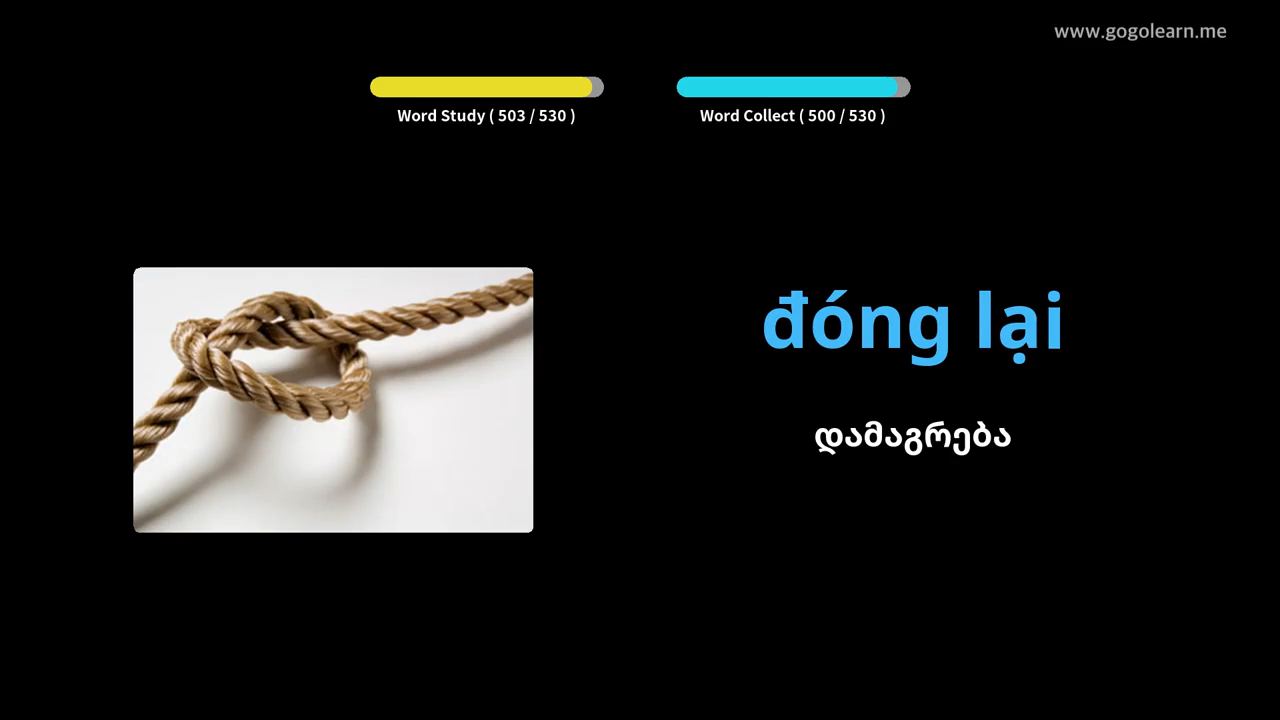 www.gogolearn.me
Word Study ( 503 / 530 )
Word Collect ( 500 / 530 )
đóng lại
დამაგრება